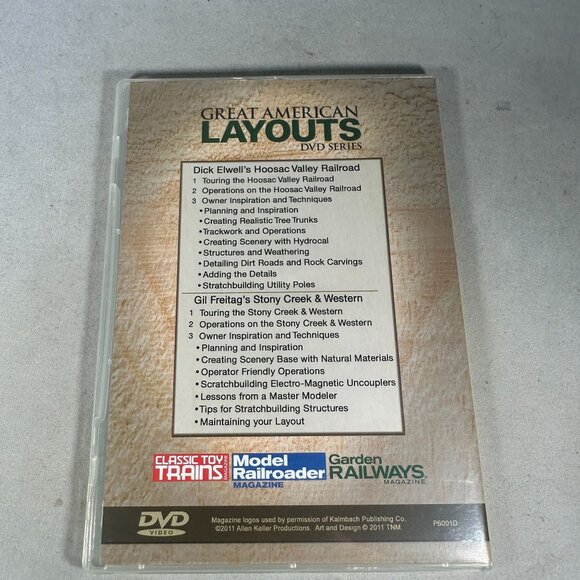 GREAT AMERICAN
LAYOUTS
DVD SERIES
Dick Elwell's Hoosac Valley Railroad
1 Touring the Hoosac Valley Railroad
2 Operations on the Hoosac Valley Railroad
3 Owner Inspiration and Techniques
• Planning and Inspiration
• Creating Realistic Tree Trunks
• Trackwork and Operations
• Creating Scenery with Hydrocal
• Structures and Weathering
• Detailing Dirt Roads and Rock Carvings
• Adding the Details
• Stratchbuilding Utility Poles
Gil Freitag's Stony Creek & Western
1 Touring the Stony Creek & Western
2 Operations on the Stony Creek & Western
3 Owner Inspiration and Techniques
• Planning and Inspiration
• Creating Scenery Base with Natural Materials
• Operator Friendly Operations
• Scratchbuilding Electro-Magnetic Uncouplers
• Lessons from a Master Modeler
• Tips for Stratchbuilding Structures
• Maintaining your Layout
CLASSIC TOY
TRAINS MAGAZINE
Model
Railroader
MAGAZINE
Garden
RAILWAYS
MAGAZINE
DVD
VIDEO
Magazine logos used by permission of Kalmbach Publishing Co.
©2011 Allen Keller Productions. Art and Design © 2011 TNM.
P6001D